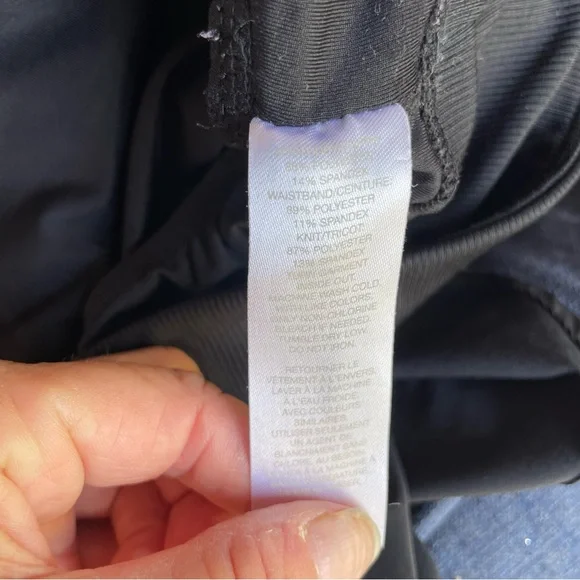 14% SPANDEX
WAISTBAND/CEINTURE:
89% POLYESTER
11% SPANDEX
KNIT/TRICOT:
87% POLYESTER
13% SPANDEX
TURN GARMENT
INSIDE OUT.
MACHINE WASH COLD.
WITH LIKE COLORS.
ONLY NON-CHLORINE
BLEACH IF NEEDED.
TUMBLE DRY LOW.
DO NOT IRON.
RETOURNER LE
VÊTEMENT À L'ENVERS.
LAVER À LA MACHINE
À L'EAU FROIDE,
AVEC COULEURS
SIMILAIRES.
UTILISER SEULEMENT
UN AGENT DE
BLANCHIMENT SANS
CHLORE, AU BESOIN
À LA MACHINE À